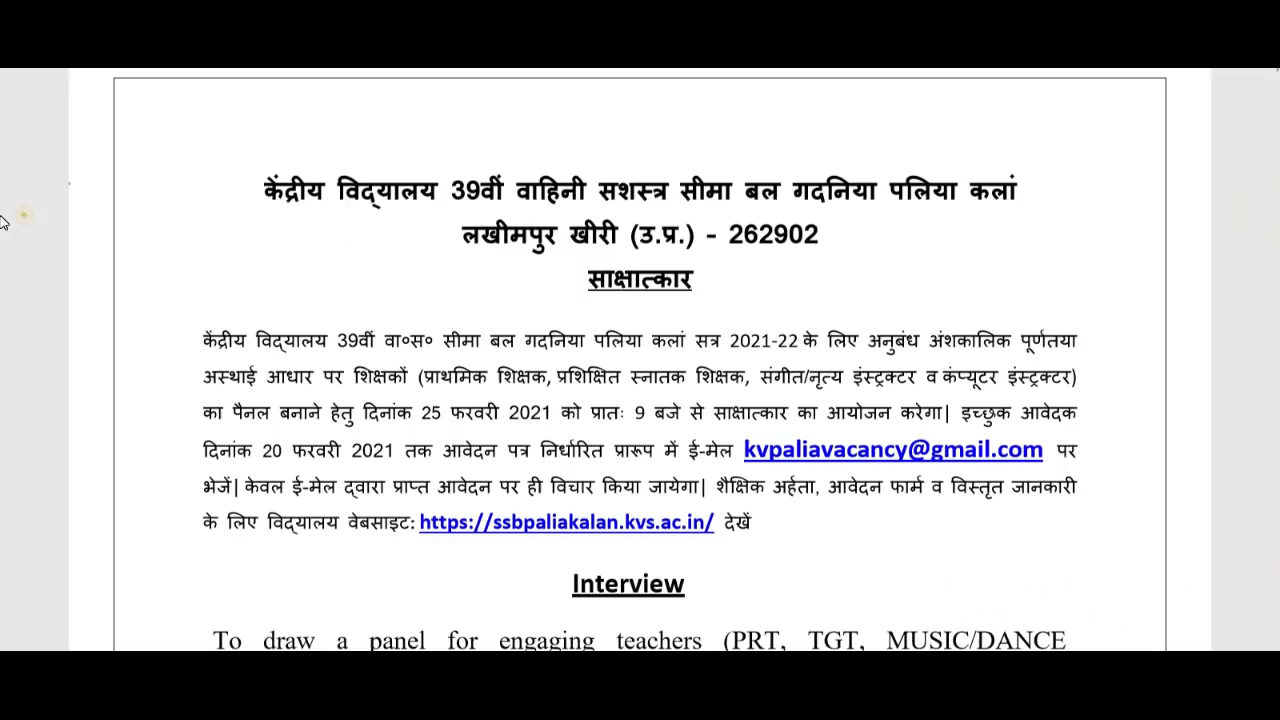 केंद्रीय विद्यालय 39वीं वाहिनी सशस्त्र सीमा बल गदनिया पलिया कलां
लखीमपुर खीरी (उ.प्र.) - 262902
साक्षात्कार
केंद्रीय विद्यालय 39वीं वा०स० सीमा बल गदनिया पलिया कलां सत्र 2021-22 के लिए अनुबंध अंशकालिक पूर्णतया
अस्थाई आधार पर शिक्षकों (प्राथमिक शिक्षक, प्रशिक्षित स्नातक शिक्षक, संगीत/नृत्य इंस्ट्रक्टर व कंप्यूटर इंस्ट्रक्टर)
का पैनल बनाने हेतु दिनांक 25 फरवरी 2021 को प्रातः 9 बजे से साक्षात्कार का आयोजन करेगा| इच्छुक आवेदक
दिनांक 20 फरवरी 2021 तक आवेदन पत्र निर्धारित प्रारूप में ई-मेल kvpaliavacancy@gmail.com पर
भेजें| केवल ई-मेल द्वारा प्राप्त आवेदन पर ही विचार किया जायेगा| शैक्षिक अर्हता, आवेदन फार्म व विस्तृत जानकारी
के लिए विद्यालय वेबसाइट: https://ssbpaliakalan.kvs.ac.in/ देखें
Interview
To draw a panel for engaging teachers (PRT, TGT, MUSIC/DANCE